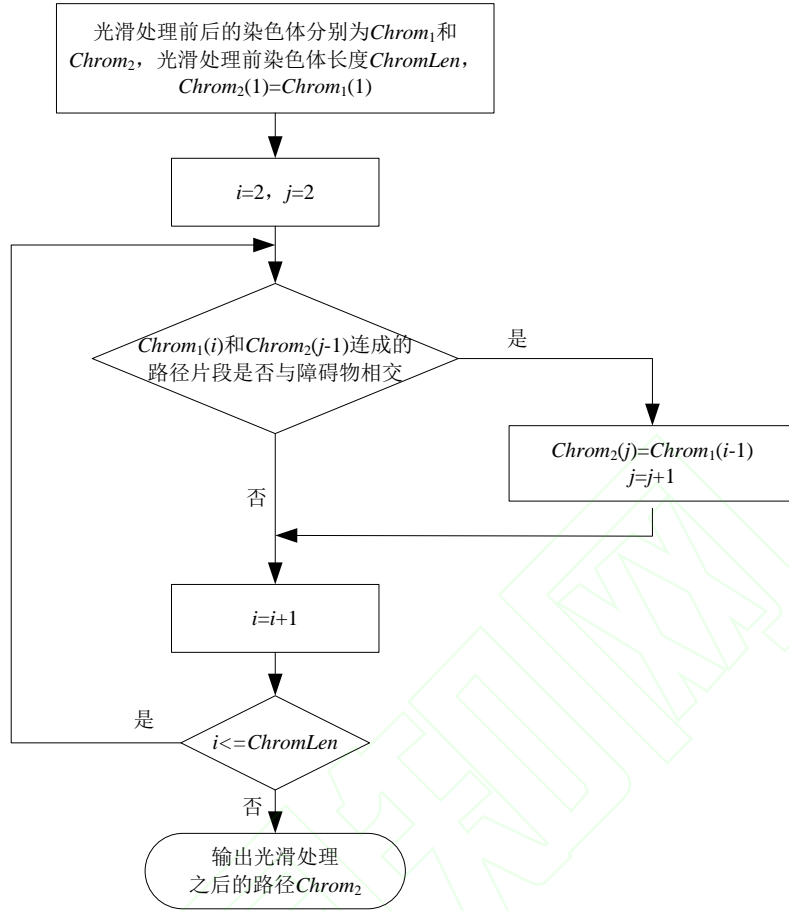 光滑处理前后的染色体分别为Chrom₁和
Chrom₂，光滑处理前染色体长度ChromLen，
Chrom₂(1)=Chrom₁(1)
i=2，j=2
Chrom₁(i)和Chrom₂(j-1)连成的
路径片段是否与障碍物相交
是
Chrom₂(j)=Chrom₁(i-1)
j=j+1
否
i=i+1
是
i<=ChromLen
否
输出光滑处理
之后的路径Chrom₂